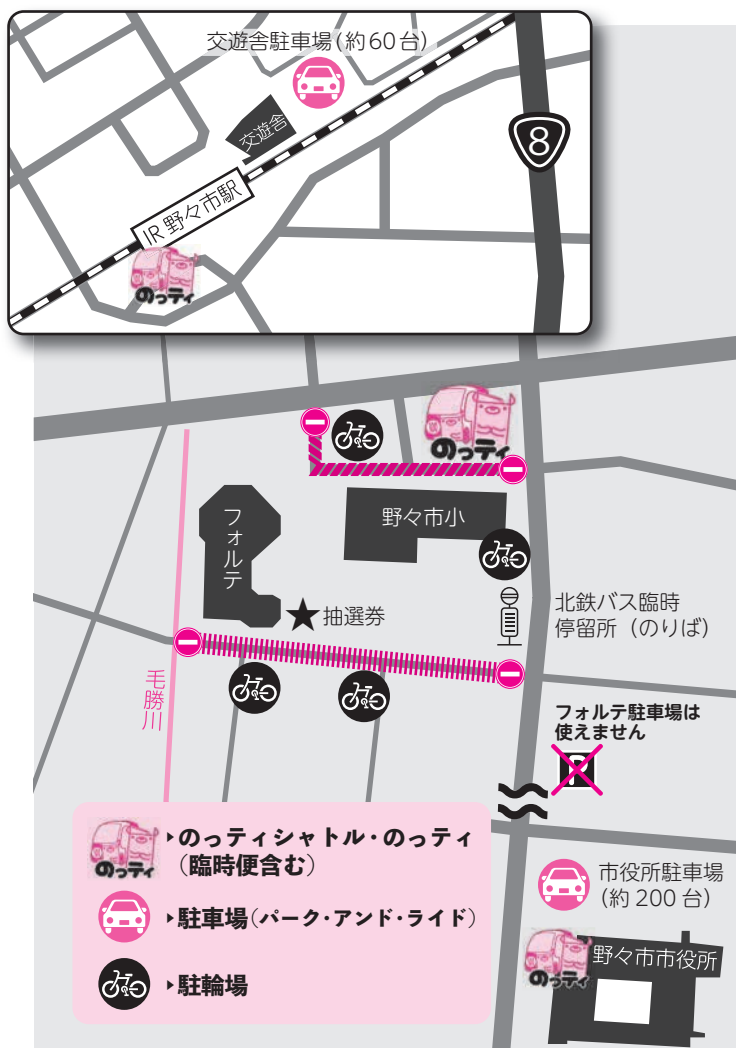 交遊舎駐車場(約60台)
交遊舎
8
IR 野々市駅
のっティ
のっティ
フォルテ
野々市小
★抽選券
北鉄バス臨時
停留所（のりば）
毛勝川
フォルテ駐車場は
使えません
P
のっティ
▸のっティシャトル・のっティ
（臨時便含む）
▸駐車場（パーク・アンド・ライド）
▸駐輪場
市役所駐車場
（約 200 台）
のっティ
野々市市役所